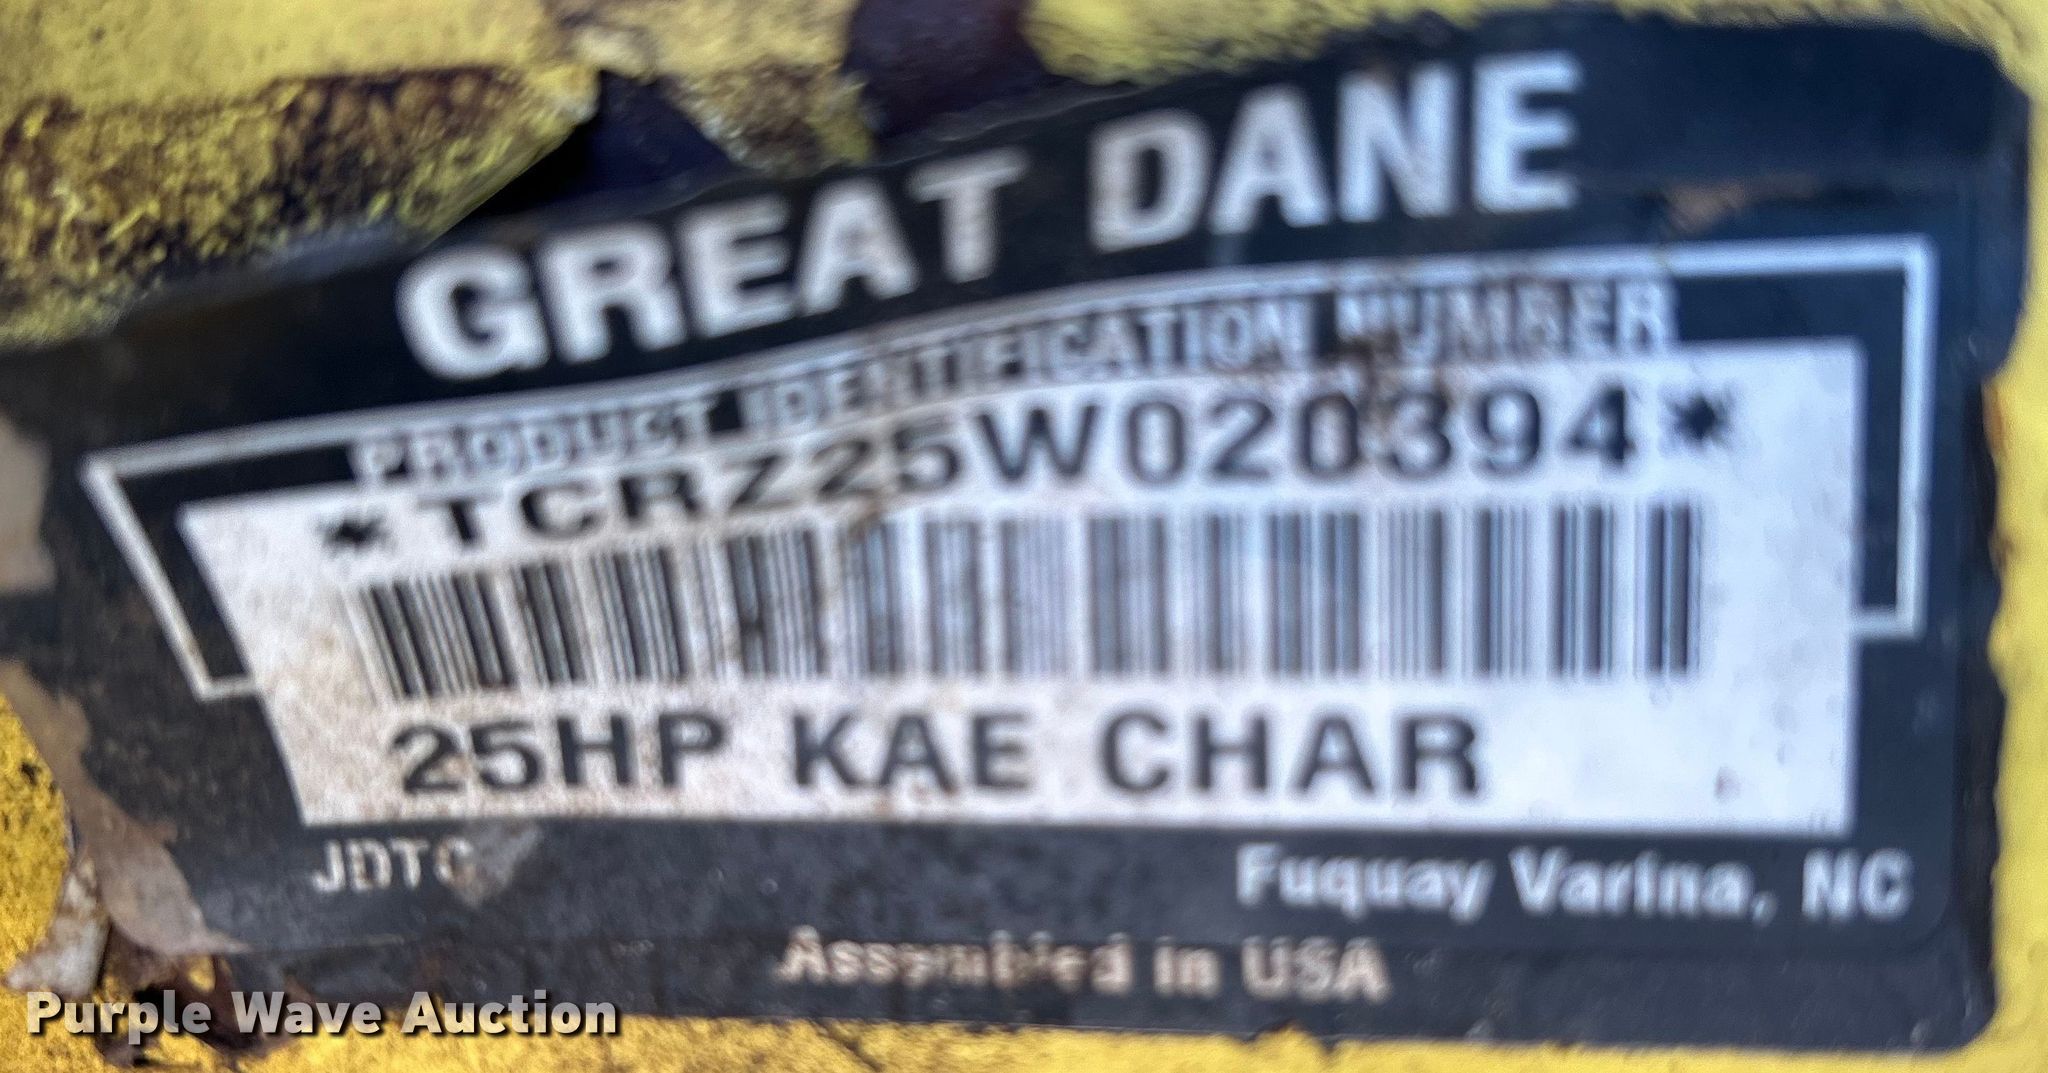 GREAT DANE
PRODUCT IDENTIFICATION NUMBER
*TCRZ25W020394*
25HP KAE CHAR
JDTC Fuquay Varina, NC
Assembled in USA
Purple Wave Auction